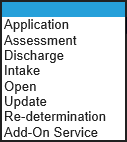 Application
Assessment
Discharge
Intake
Open
Update
Re-determination
Add-On Service